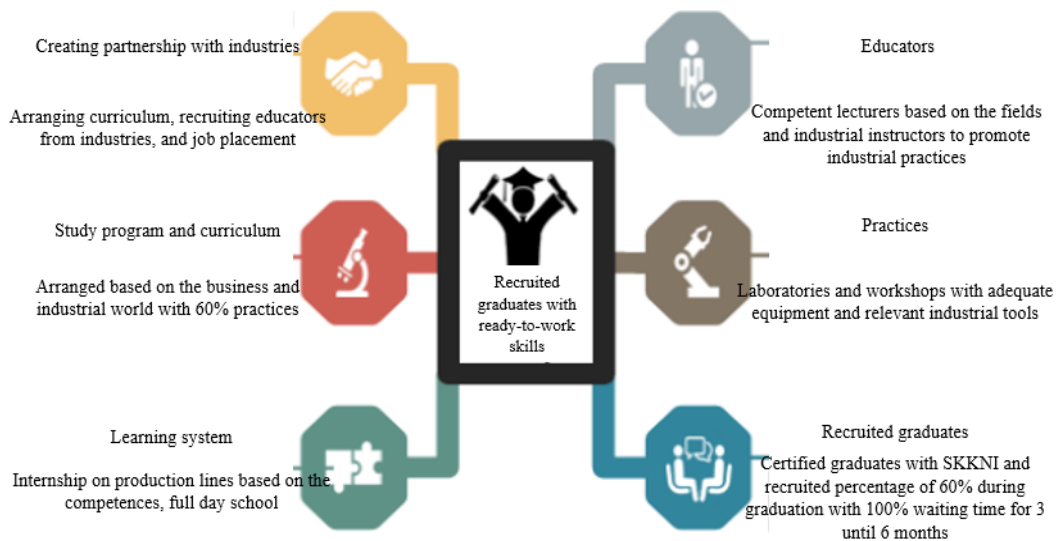 Creating partnership with industries
Arranging curriculum, recruiting educators
from industries, and job placement
Study program and curriculum
Arranged based on the business and
industrial world with 60% practices
Learning system
Internship on production lines based on the
competences, full day school
Recruited
graduates with
ready-to-work
skills
Educators
Competent lecturers based on the fields
and industrial instructors to promote
industrial practices
Practices
Laboratories and workshops with adequate
equipment and relevant industrial tools
Recruited graduates
Certified graduates with SKKNI and
recruited percentage of 60% during
graduation with 100% waiting time for 3
until 6 months